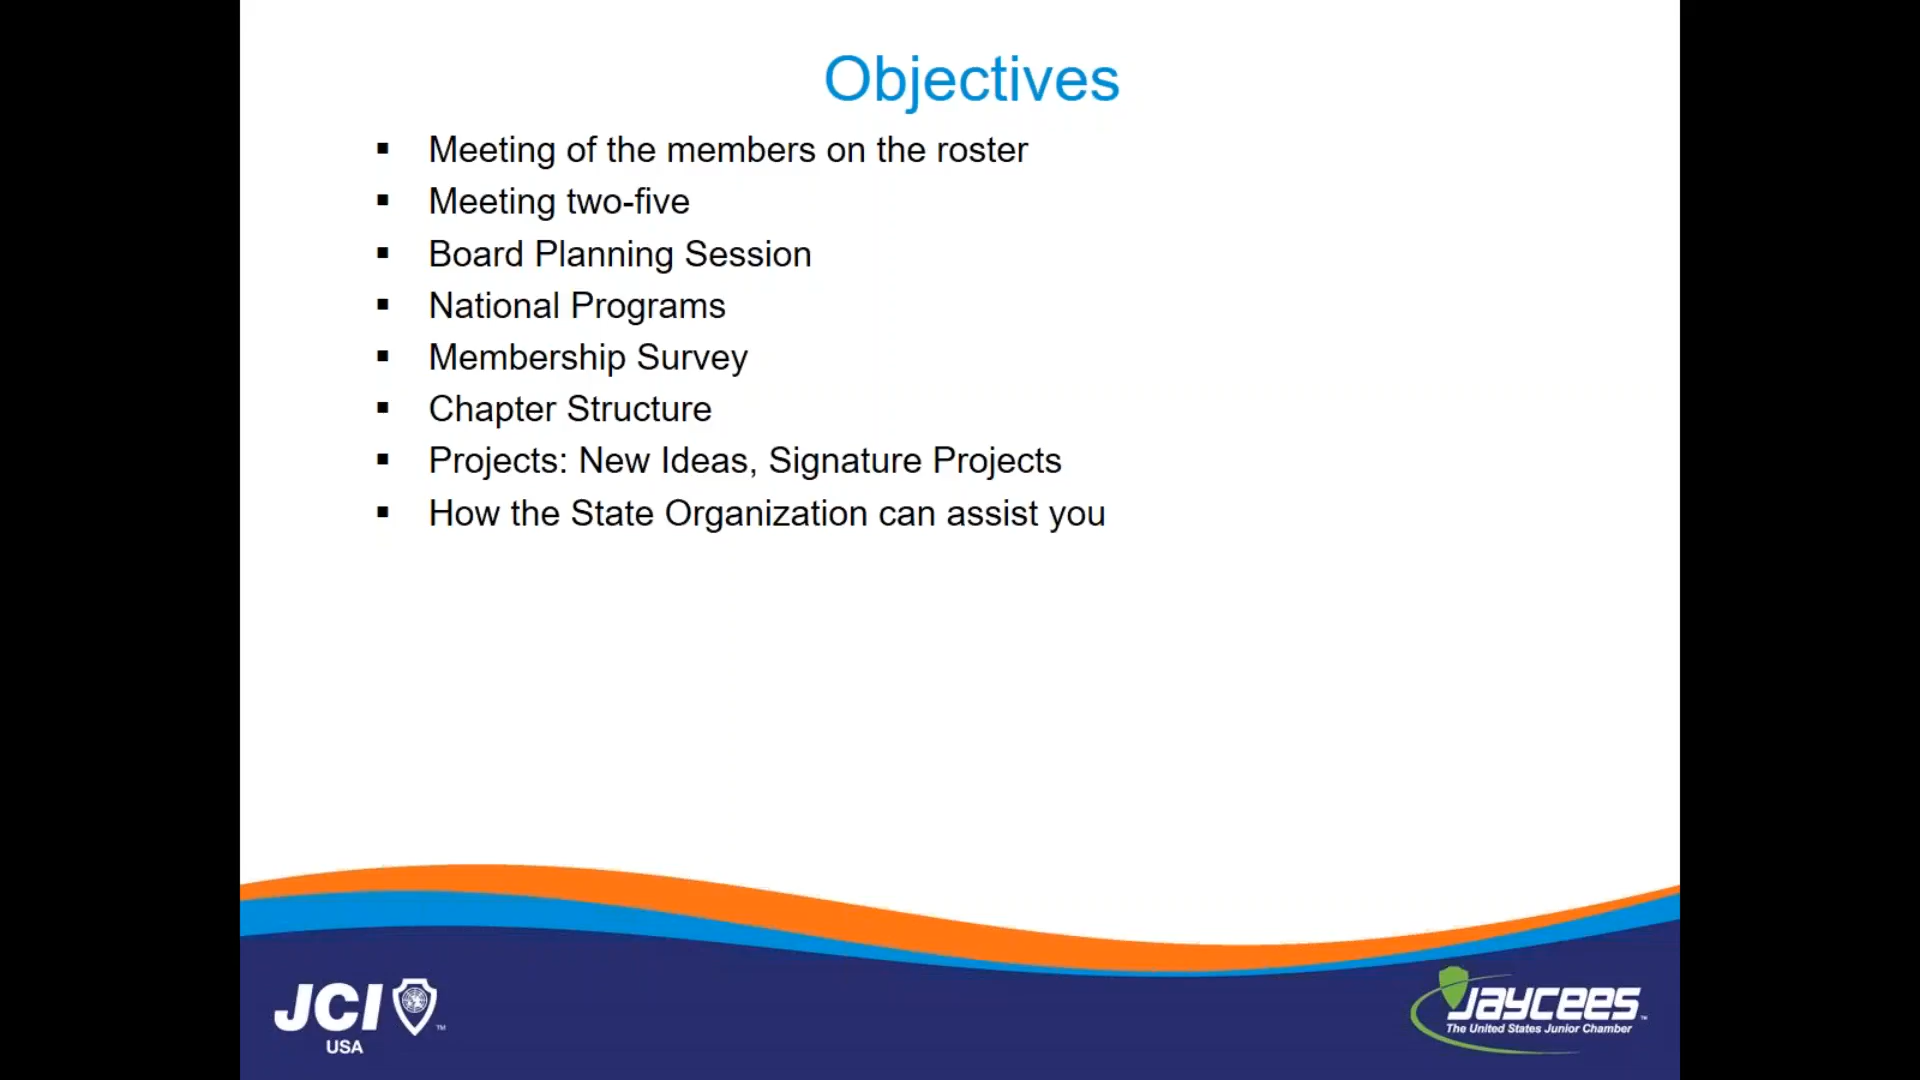 Objectives
▪ Meeting of the members on the roster
▪ Meeting two-five
▪ Board Planning Session
▪ National Programs
▪ Membership Survey
▪ Chapter Structure
▪ Projects: New Ideas, Signature Projects
▪ How the State Organization can assist you
JCI ™
USA
Jaycees ™
The United States Junior Chamber